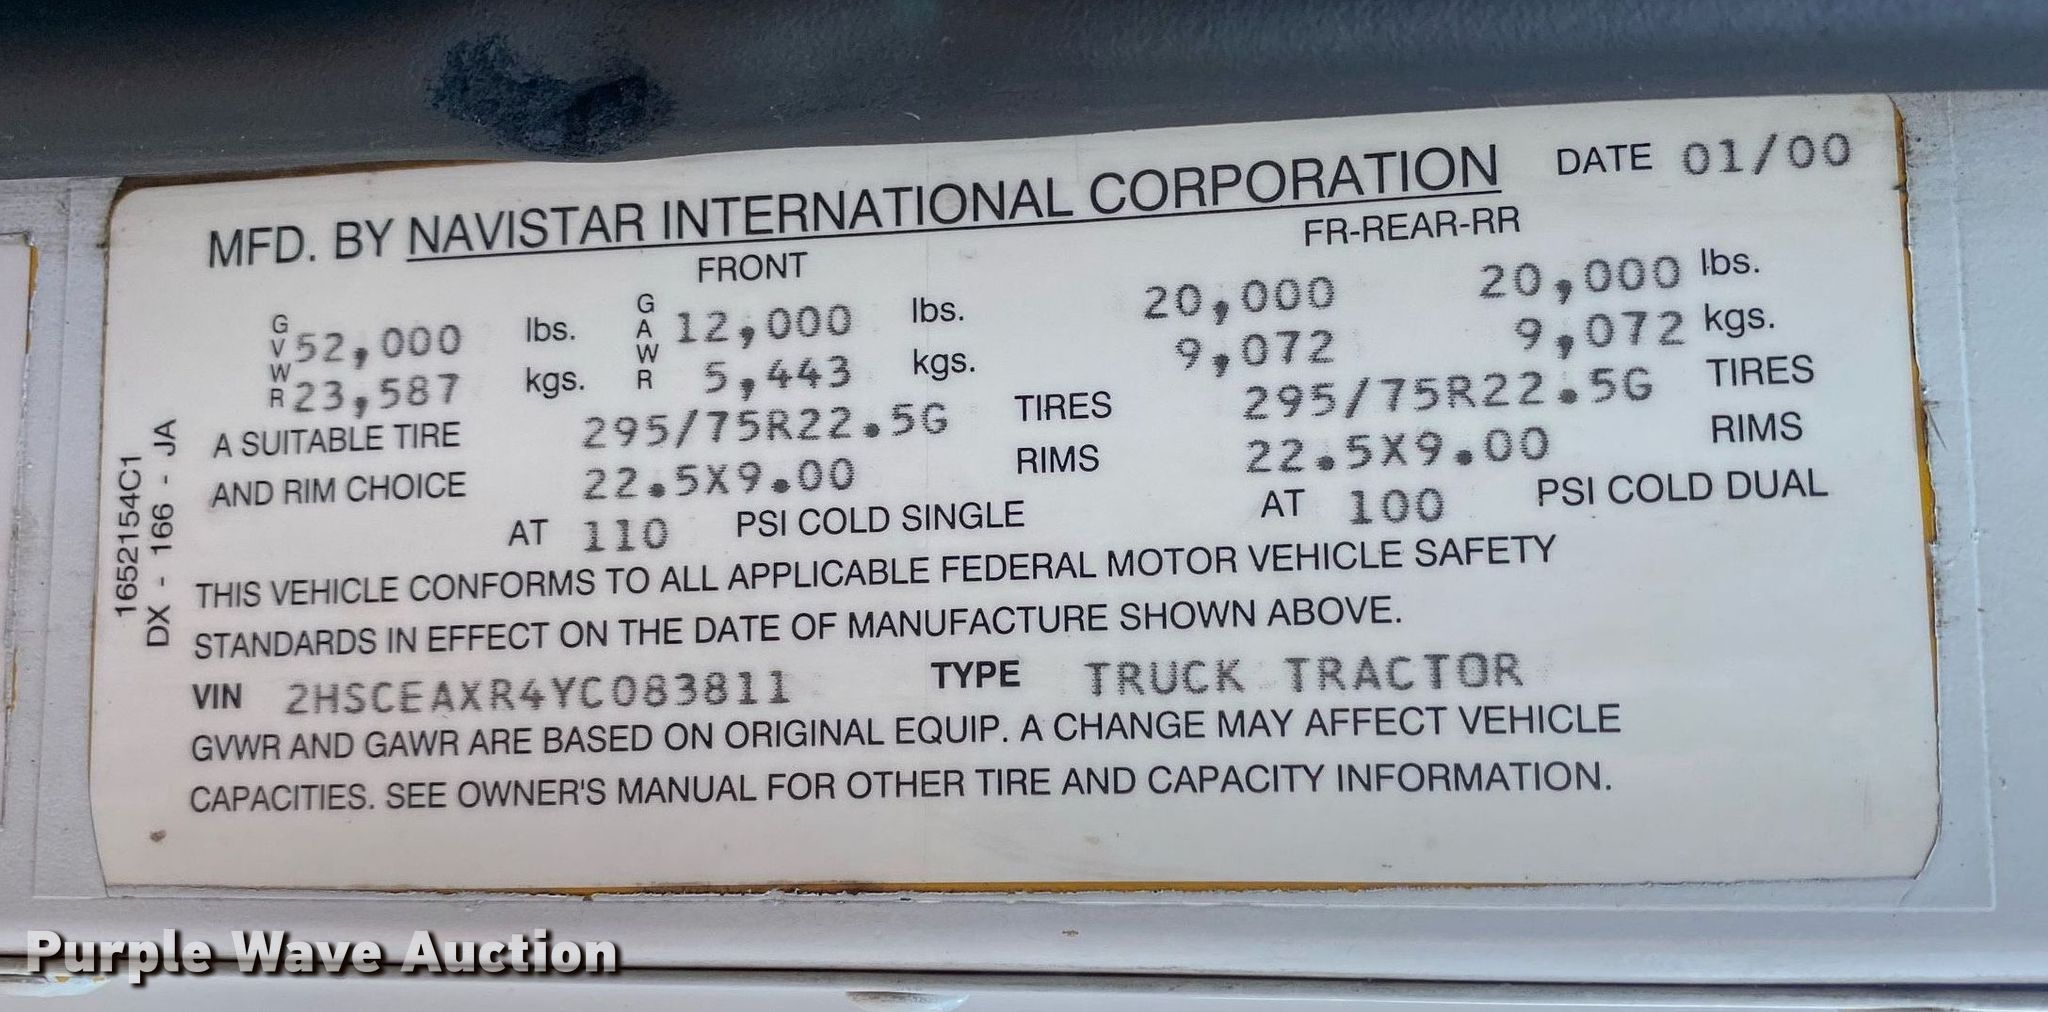 MFD. BY NAVISTAR INTERNATIONAL CORPORATION DATE 01/00
FRONT FR-REAR-RR
GVWR 52,000 lbs. GAWR 12,000 lbs. 20,000 20,000 lbs.
23,587 kgs. 5,443 kgs. 9,072 9,072 kgs.
A SUITABLE TIRE 295/75R22.5G TIRES 295/75R22.5G TIRES
AND RIM CHOICE 22.5X9.00 RIMS 22.5X9.00 RIMS
AT 110 PSI COLD SINGLE AT 100 PSI COLD DUAL
THIS VEHICLE CONFORMS TO ALL APPLICABLE FEDERAL MOTOR VEHICLE SAFETY
STANDARDS IN EFFECT ON THE DATE OF MANUFACTURE SHOWN ABOVE.
VIN 2HSCEAXR4YC083811 TYPE TRUCK TRACTOR
GVWR AND GAWR ARE BASED ON ORIGINAL EQUIP. A CHANGE MAY AFFECT VEHICLE
CAPACITIES. SEE OWNER'S MANUAL FOR OTHER TIRE AND CAPACITY INFORMATION.
1652154C1
DX - 166 - JA
Purple Wave Auction